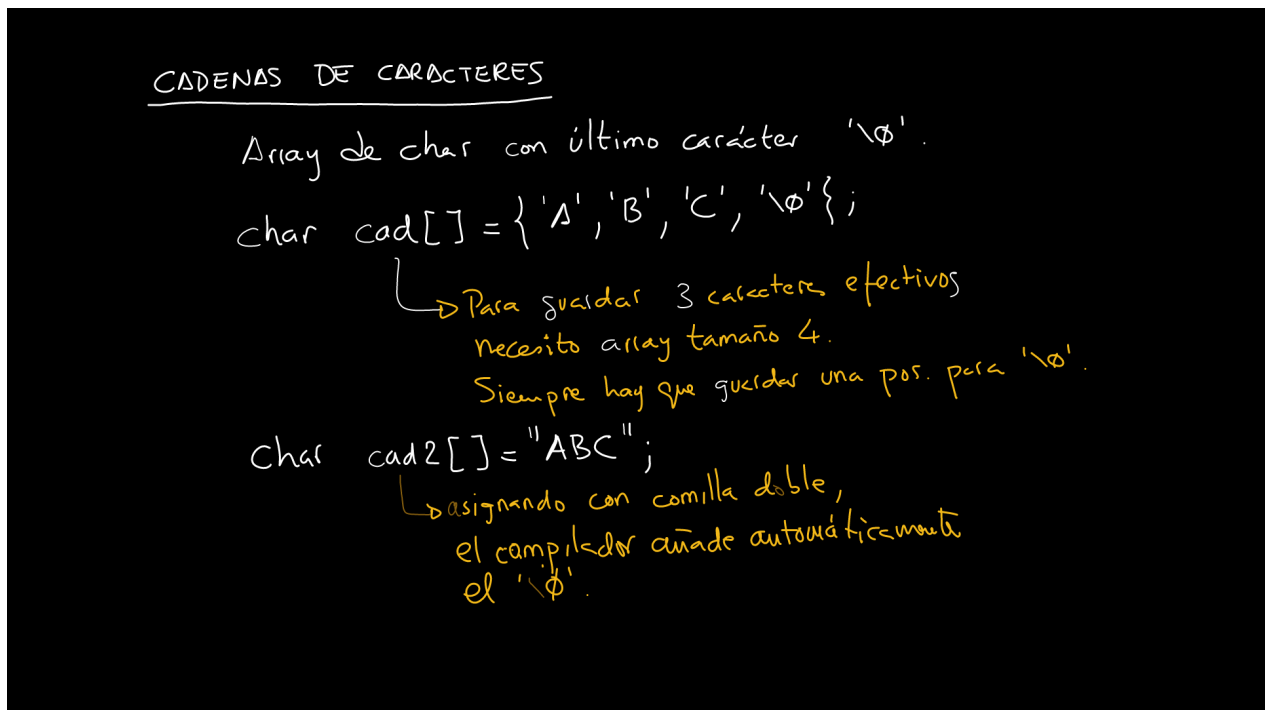 CADENAS DE CARACTERES
Array de char con último carácter '\0'.
char cad[] = {'A', 'B', 'C', '\0'};
Para guardar 3 caracteres efectivos
necesito array tamaño 4.
Siempre hay que guardar una pos. para '\0'.
char cad2[] = "ABC";
asignando con comilla doble,
el compilador añade automáticamente
el '\0'.